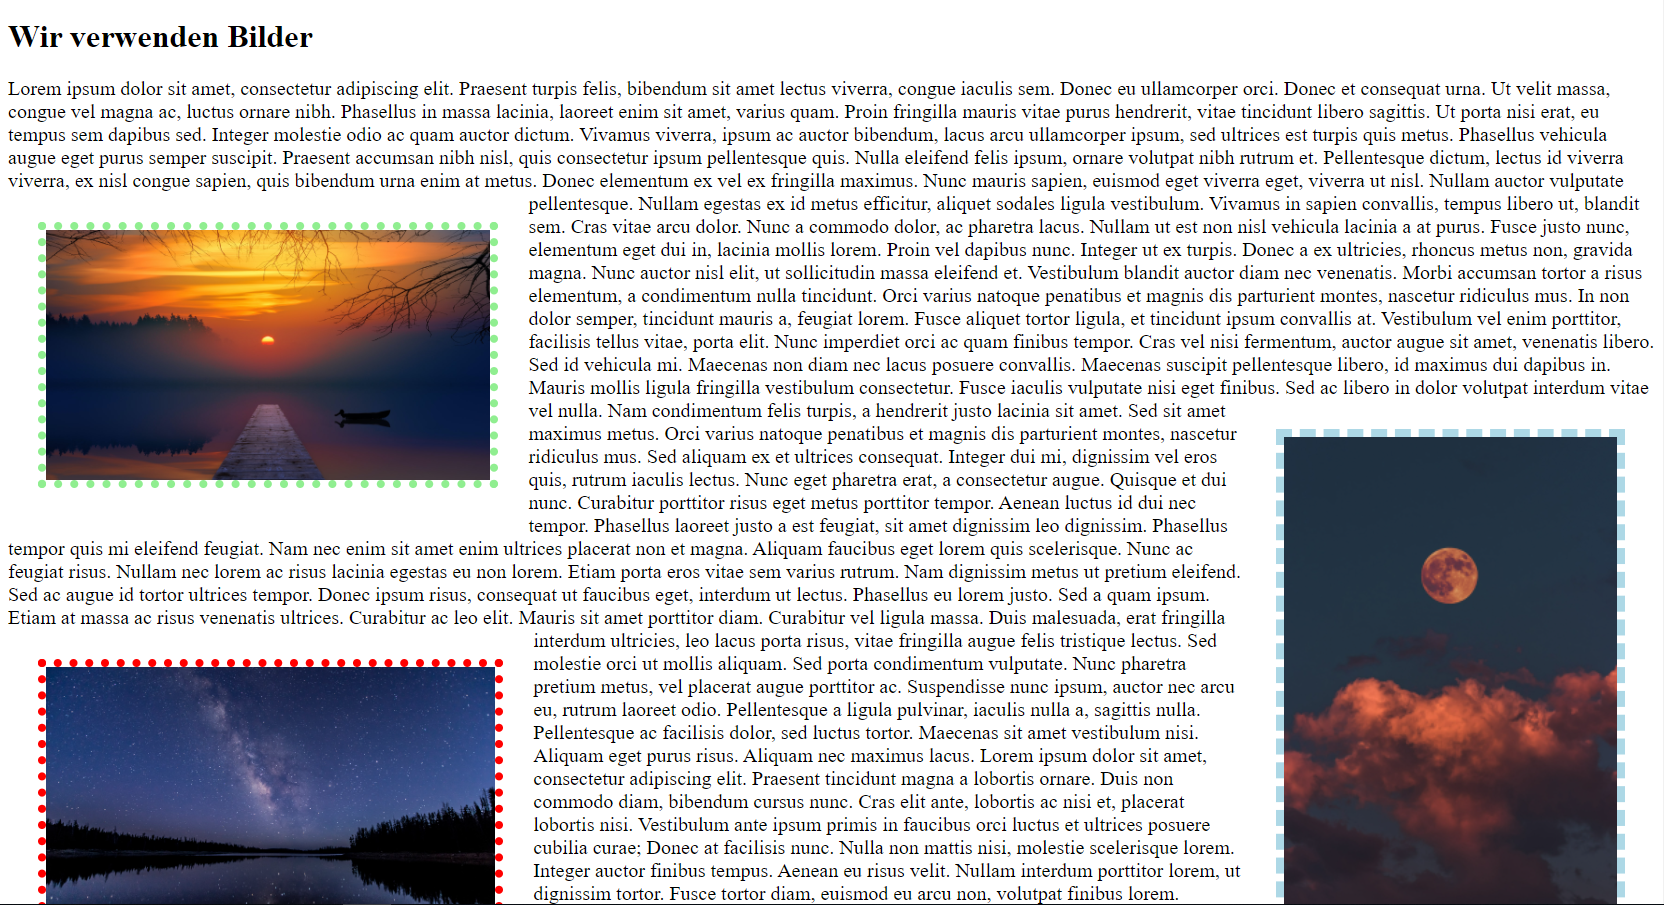 Wir verwenden Bilder
Lorem ipsum dolor sit amet, consectetur adipiscing elit. Praesent turpis felis, bibendum sit amet lectus viverra, congue iaculis sem. Donec eu ullamcorper orci. Donec et consequat urna. Ut velit massa,
congue vel magna ac, luctus ornare nibh. Phasellus in massa lacinia, laoreet enim sit amet, varius quam. Proin fringilla mauris vitae purus hendrerit, vitae tincidunt libero sagittis. Ut porta nisi erat, eu
tempus sem dapibus sed. Integer molestie odio ac quam auctor dictum. Vivamus viverra, ipsum ac auctor bibendum, lacus arcu ullamcorper ipsum, sed ultrices est turpis quis metus. Phasellus vehicula
augue eget purus semper suscipit. Praesent accumsan nibh nisl, quis consectetur ipsum pellentesque quis. Nulla eleifend felis ipsum, ornare volutpat nibh rutrum et. Pellentesque dictum, lectus id viverra
viverra, ex nisl congue sapien, quis bibendum urna enim at metus. Donec elementum ex vel ex fringilla maximus. Nunc mauris sapien, euismod eget viverra eget, viverra ut nisl. Nullam auctor vulputate
pellentesque. Nullam egestas ex id metus efficitur, aliquet sodales ligula vestibulum. Vivamus in sapien convallis, tempus libero ut, blandit
sem. Cras vitae arcu dolor. Nunc a commodo dolor, ac pharetra lacus. Nullam ut est non nisl vehicula lacinia a at purus. Fusce justo nunc,
elementum eget dui in, lacinia mollis lorem. Proin vel dapibus nunc. Integer ut ex turpis. Donec a ex ultricies, rhoncus metus non, gravida
magna. Nunc auctor nisl elit, ut sollicitudin massa eleifend et. Vestibulum blandit auctor diam nec venenatis. Morbi accumsan tortor a risus
elementum, a condimentum nulla tincidunt. Orci varius natoque penatibus et magnis dis parturient montes, nascetur ridiculus mus. In non
dolor semper, tincidunt mauris a, feugiat lorem. Fusce aliquet tortor ligula, et tincidunt ipsum convallis at. Vestibulum vel enim porttitor,
facilisis tellus vitae, porta elit. Nunc imperdiet orci ac quam finibus tempor. Cras vel nisi fermentum, auctor augue sit amet, venenatis libero.
Sed id vehicula mi. Maecenas non diam nec lacus posuere convallis. Maecenas suscipit pellentesque libero, id maximus dui dapibus in.
Mauris mollis ligula fringilla vestibulum consectetur. Fusce iaculis vulputate nisi eget finibus. Sed ac libero in dolor volutpat interdum vitae
vel nulla. Nam condimentum felis turpis, a hendrerit justo lacinia sit amet. Sed sit amet
maximus metus. Orci varius natoque penatibus et magnis dis parturient montes, nascetur
ridiculus mus. Sed aliquam ex et ultrices consequat. Integer dui mi, dignissim vel eros
quis, rutrum iaculis lectus. Nunc eget pharetra erat, a consectetur augue. Quisque et dui
nunc. Curabitur porttitor risus eget metus porttitor tempor. Aenean luctus id dui nec
tempor. Phasellus laoreet justo a est feugiat, sit amet dignissim leo dignissim. Phasellus
tempor quis mi eleifend feugiat. Nam nec enim sit amet enim ultrices placerat non et magna. Aliquam faucibus eget lorem quis scelerisque. Nunc ac
feugiat risus. Nullam nec lorem ac risus lacinia egestas eu non lorem. Etiam porta eros vitae sem varius rutrum. Nam dignissim metus ut pretium eleifend.
Sed ac augue id tortor ultrices tempor. Donec ipsum risus, consequat ut faucibus eget, interdum ut lectus. Phasellus eu lorem justo. Sed a quam ipsum.
Etiam at massa ac risus venenatis ultrices. Curabitur ac leo elit. Mauris sit amet porttitor diam. Curabitur vel ligula massa. Duis malesuada, erat fringilla
interdum ultricies, leo lacus porta risus, vitae fringilla augue felis tristique lectus. Sed
molestie orci ut mollis aliquam. Sed porta condimentum vulputate. Nunc pharetra
pretium metus, vel placerat augue porttitor ac. Suspendisse nunc ipsum, auctor nec arcu
eu, rutrum laoreet odio. Pellentesque a ligula pulvinar, iaculis nulla a, sagittis nulla.
Pellentesque ac facilisis dolor, sed luctus tortor. Maecenas sit amet vestibulum nisi.
Aliquam eget purus risus. Aliquam nec maximus lacus. Lorem ipsum dolor sit amet,
consectetur adipiscing elit. Praesent tincidunt magna a lobortis ornare. Duis non
commodo diam, bibendum cursus nunc. Cras elit ante, lobortis ac nisi et, placerat
lobortis nisi. Vestibulum ante ipsum primis in faucibus orci luctus et ultrices posuere
cubilia curae; Donec at facilisis nunc. Nulla non mattis nisi, molestie scelerisque lorem.
Integer auctor finibus tempus. Aenean eu risus velit. Nullam interdum porttitor lorem, ut
dignissim tortor. Fusce tortor diam, euismod eu arcu non, volutpat finibus lorem.